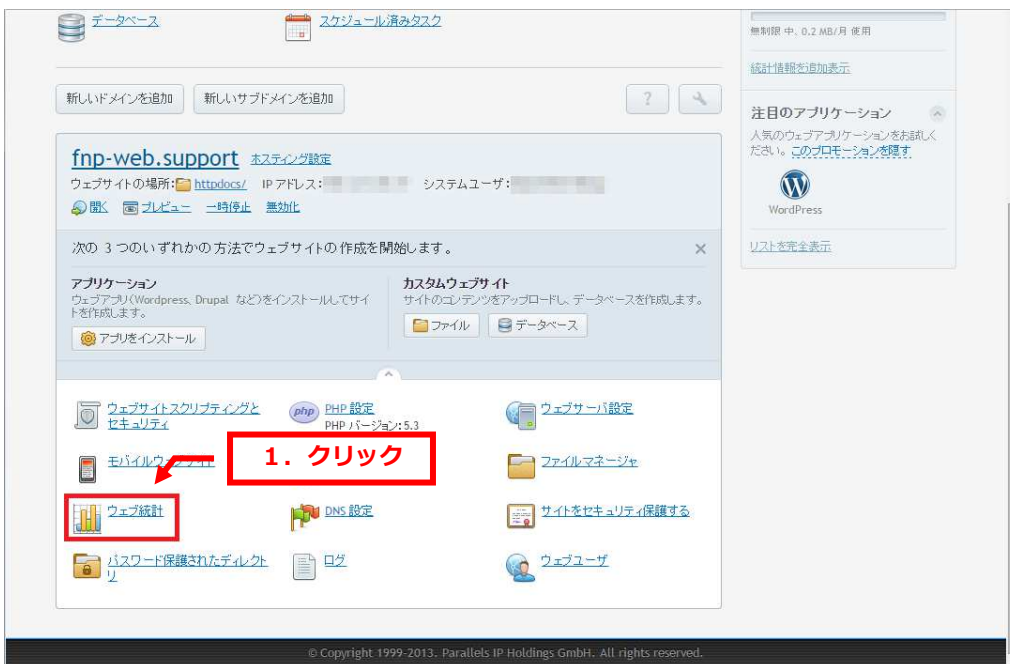 データベース
スケジュール済みタスク
無制限 中、0.2 MB/月 使用
統計情報を追加表示
新しいドメインを追加
新しいサブドメインを追加
?
注目のアプリケーション
人気のウェブアプリケーションをお試しく
ださい。このプロモーションを隠す
WordPress
リストを完全表示
fnp-web.support ホスティング設定
ウェブサイトの場所: httpdocs/ IP アドレス: システムユーザ:
開く プレビュー 一時停止 無効化
次の 3 つのいずれかの方法でウェブサイトの作成を開始します。
アプリケーション
ウェブアプリ(Wordpress、Drupal など)をインストールしてサイ
トを作成します。
アプリをインストール
カスタムウェブサイト
サイトのコンテンツをアップロードし、データベースを作成します。
ファイル
データベース
ウェブサイトスクリプティングと
セキュリティ
php
PHP 設定
PHP バージョン: 5.3
ウェブサーバ設定
モバイルウェブサイト
1．クリック
ファイルマネージャ
ウェブ統計
DNS 設定
サイトをセキュリティ保護する
パスワード保護されたディレクト
リ
ログ
ウェブユーザ
© Copyright 1999-2013. Parallels IP Holdings GmbH. All rights reserved.